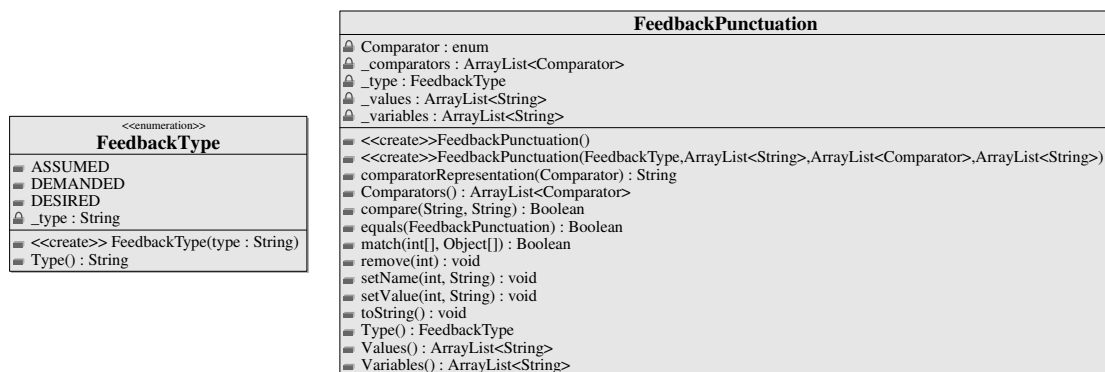 <<enumeration>>
FeedbackType
ASSUMED
DEMANDED
DESIRED
_type : String
<<create>> FeedbackType(type : String)
Type() : String
FeedbackPunctuation
Comparator : enum
_comparators : ArrayList<Comparator>
_type : FeedbackType
_values : ArrayList<String>
_variables : ArrayList<String>
<<create>>FeedbackPunctuation()
<<create>>FeedbackPunctuation(FeedbackType,ArrayList<String>,ArrayList<Comparator>,ArrayList<String>)
comparatorRepresentation(Comparator) : String
Comparators() : ArrayList<Comparator>
compare(String, String) : Boolean
equals(FeedbackPunctuation) : Boolean
match(int[], Object[]) : Boolean
remove(int) : void
setName(int, String) : void
setValue(int, String) : void
toString() : void
Type() : FeedbackType
Values() : ArrayList<String>
Variables() : ArrayList<String>